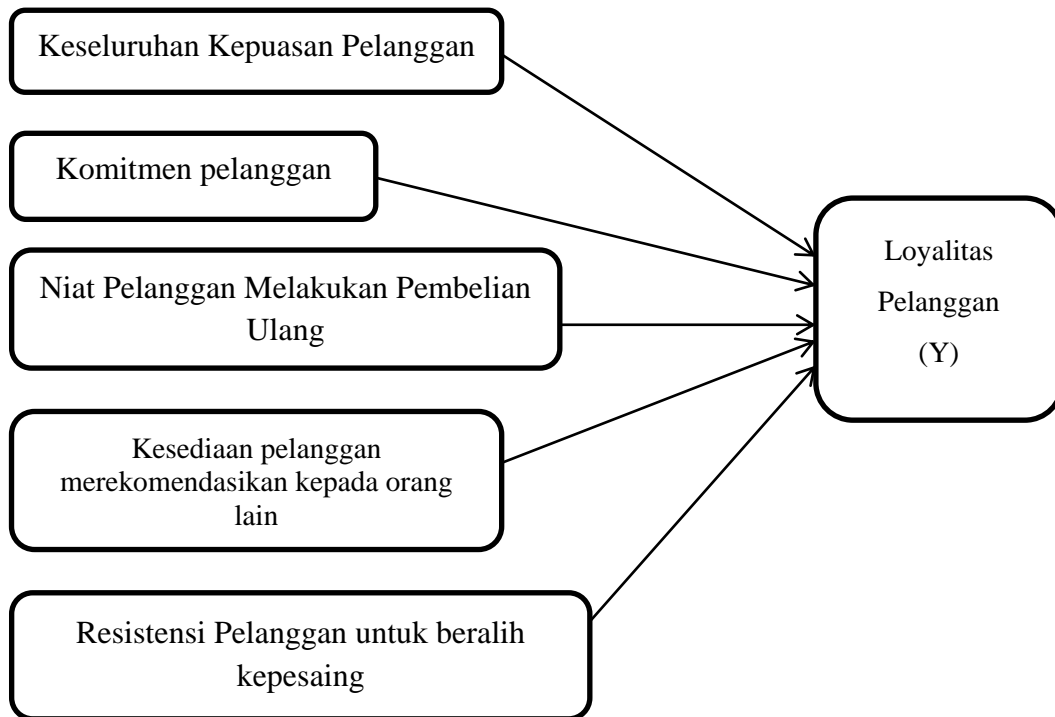 Keseluruhan Kepuasan Pelanggan
Komitmen pelanggan
Niat Pelanggan Melakukan Pembelian
Ulang
Kesediaan pelanggan
merekomendasikan kepada orang
lain
Resistensi Pelanggan untuk beralih
kepesaing
Loyalitas
Pelanggan
(Y)